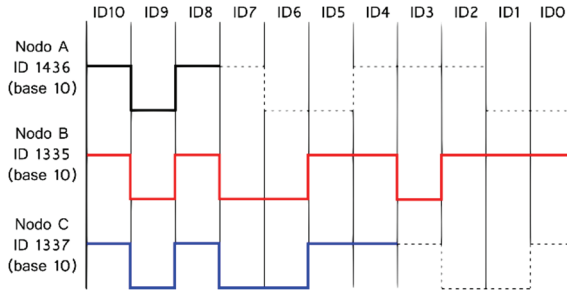 ID10 ID9 ID8 ID7 ID6 ID5 ID4 ID3 ID2 ID1 ID0
Nodo A
ID 1436
(base 10)
Nodo B
ID 1335
(base 10)
Nodo C
ID 1337
(base 10)